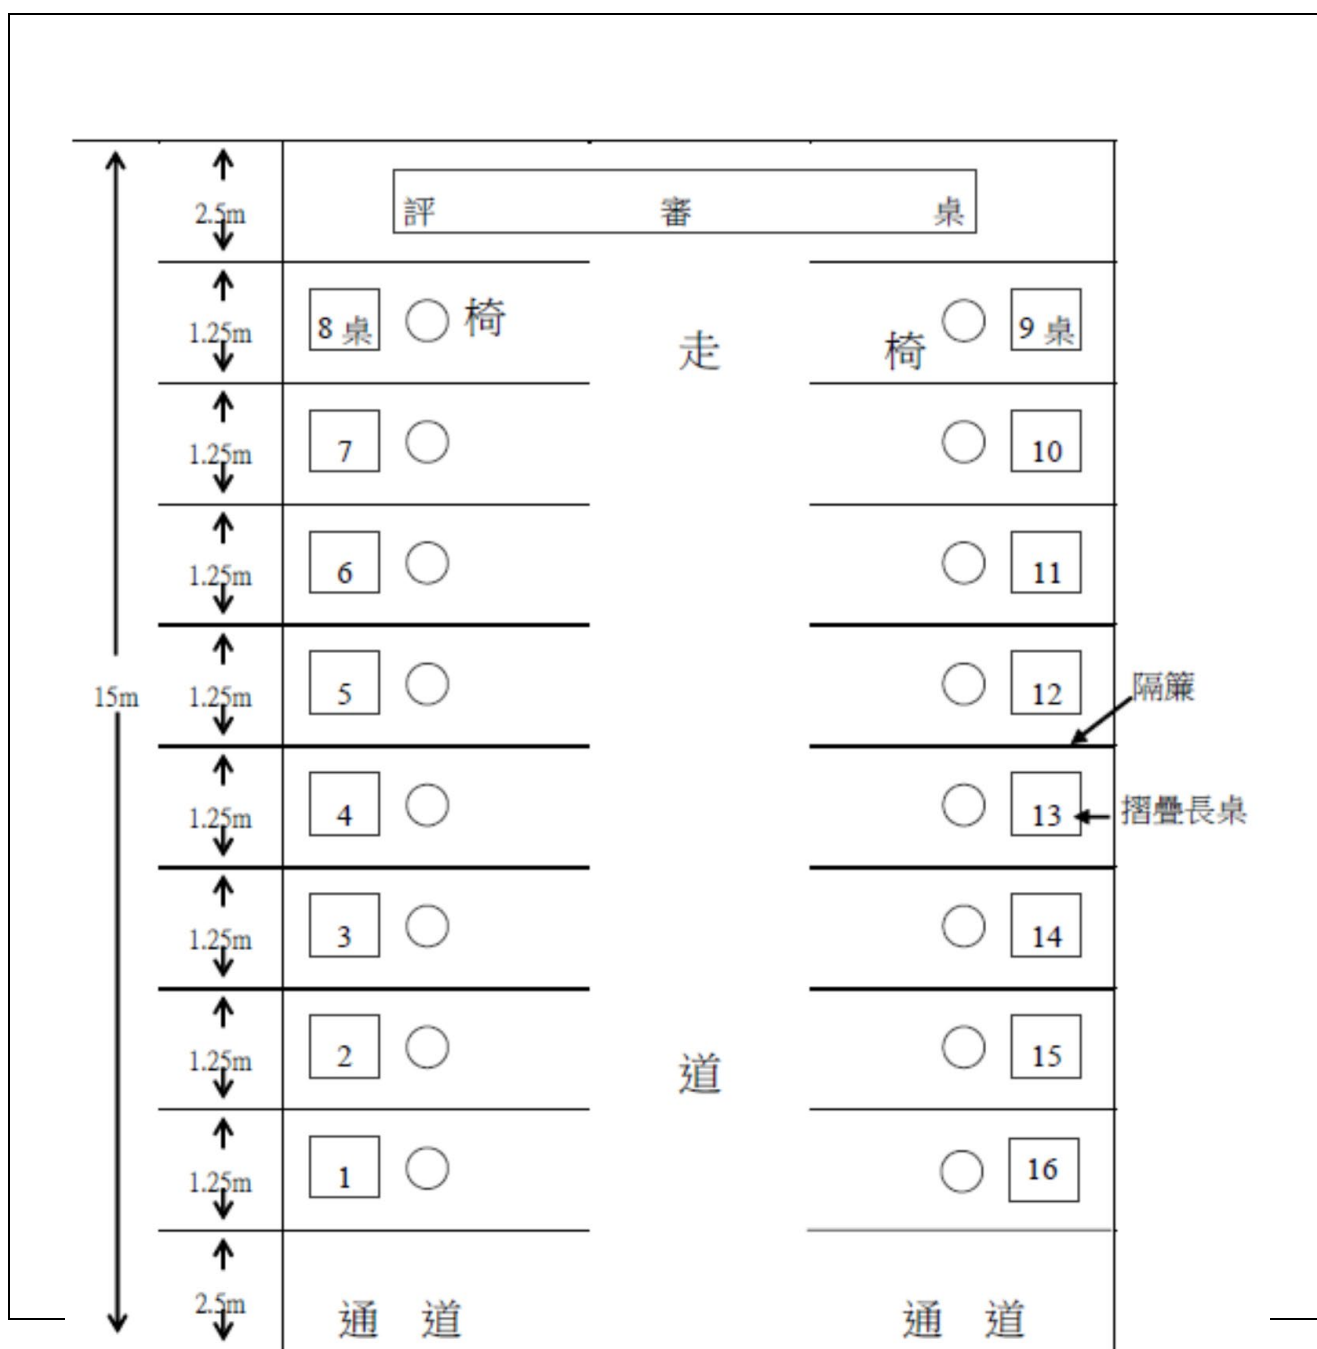 2.5m 評 審 桌
1.25m 8 桌 椅 走 椅 9 桌
1.25m 7 10
1.25m 6 11
15m 1.25m 5 12 隔簾
1.25m 4 13 摺疊長桌
1.25m 3 14
1.25m 2 道 15
1.25m 1 16
2.5m 通 道 通 道